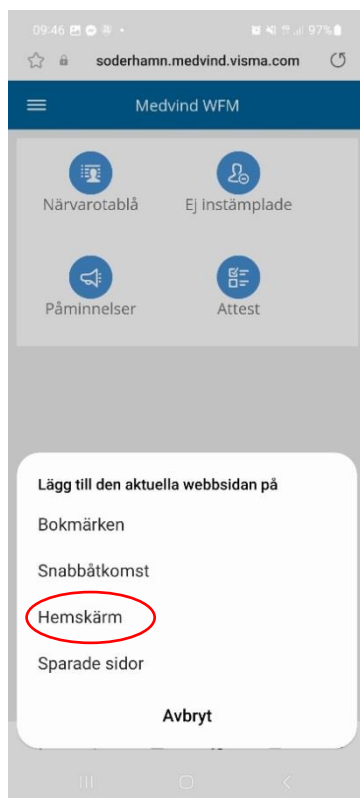 09:46
97%
soderhamn.medvind.visma.com
Medvind WFM
Närvarotablå
Ej instämplade
Påminnelser
Attest
Lägg till den aktuella webbsidan på
Bokmärken
Snabbåtkomst
Hemskärm
Sparade sidor
Avbryt